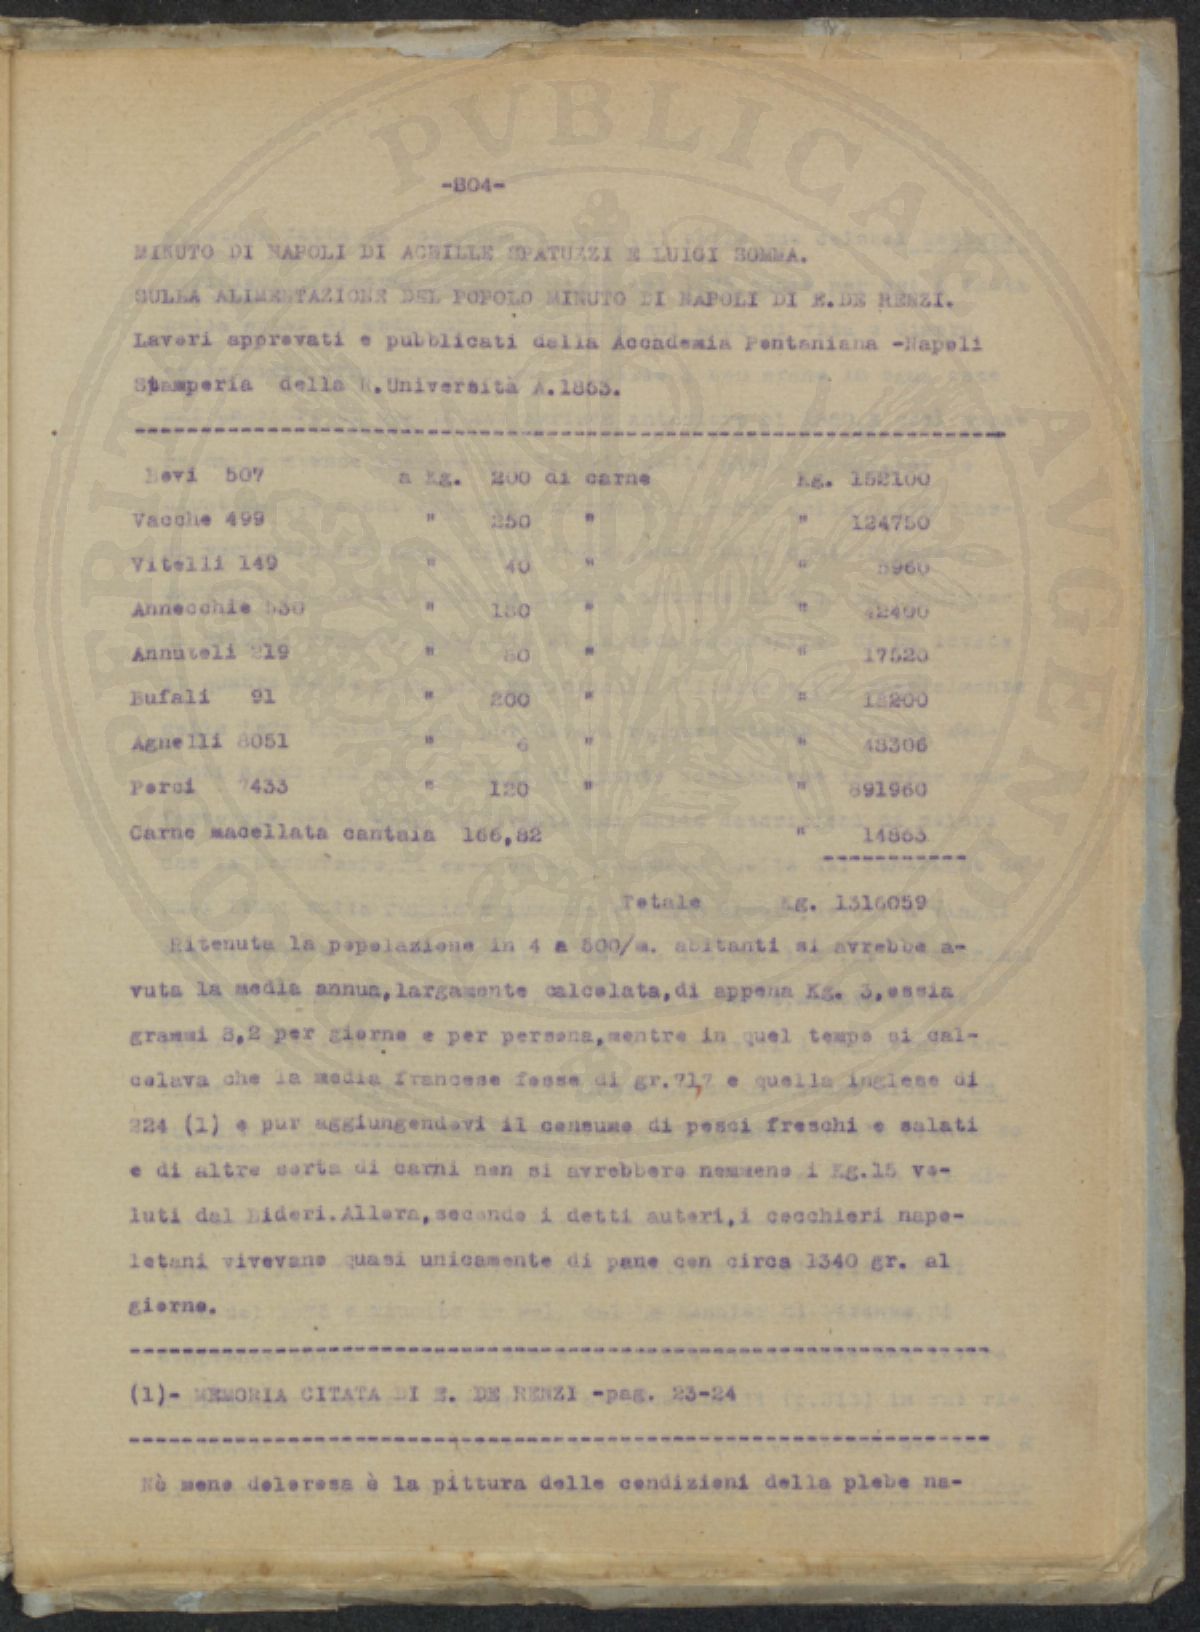 -804-
MINUTO DI NAPOLI DI ACHILLE SPATUZZI E LUIGI SOMMA.
SULLA ALIMENTAZIONE DEL POPOLO MINUTO DI NAPOLI DI E.DE RENZI.
Lavori approvati e pubblicati dalla Accademia Pontaniana -Napoli
Stamperia della R.Università A.1863.
Bovi 507 a Kg. 300 di carne Kg. 152100
Vacche 499 " 250 " " 124750
Vitelli 149 " 40 " " 5960
Annecchie 530 " 180 " " 42400
Annutoli 219 " 80 " " 17520
Bufali 91 " 200 " " 18200
Agnelli 8051 " 6 " " 48306
Porci 7433 " 120 " " 891960
Carne macellata cantaia 166,82 " 14863
Totale Kg. 1316059
Ritenuta la popolazione in 4 a 500/m. abitanti si avrebbe a-
vuta la media annua,largamente calcolata,di appena Kg. 3,ossia
grammi 8,2 per giorno e per persona,mentre in quel tempo si cal-
colava che la media francese fosse di gr.71,7 e quella inglese di
224 (1) e pur aggiungendovi il consumo di pesci freschi e salati
e di altre sorta di carni non si avrebbero nemmeno i Kg.15 vo-
luti dal Bideri.Allora,secondo i detti autori,i cocchieri napo-
letani vivevano quasi unicamente di pane con circa 1340 gr. al
giorno.
(1)- MEMORIA CITATA DI E. DE RENZI -pag. 23-24
Nè meno dolorosa è la pittura delle condizioni della plebe na-